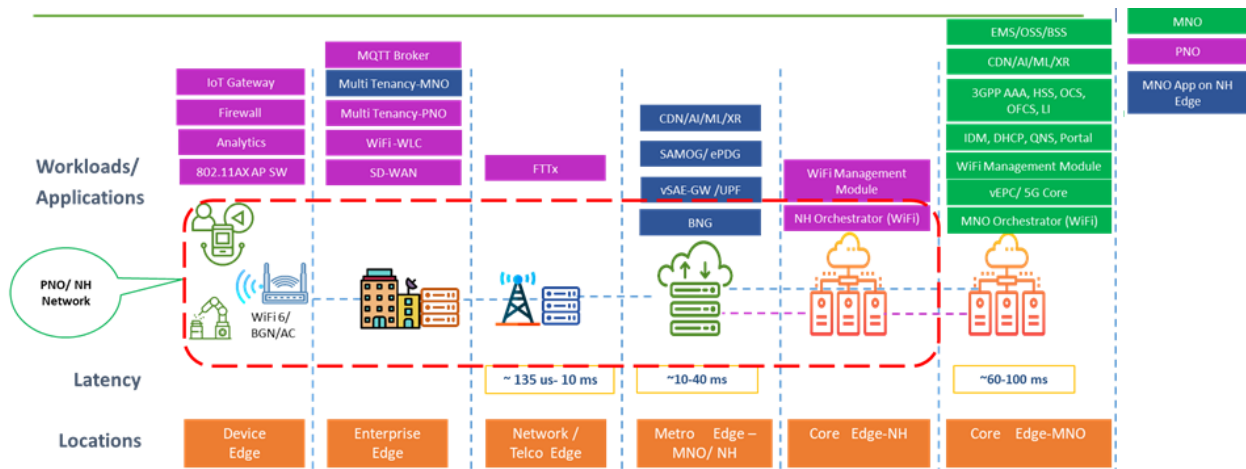 EMS/OSS/BSS
MNO
MQTT Broker
CDN/AI/ML/XR
PNO
IoT Gateway
Multi Tenancy-MNO
3GPP AAA, HSS, OCS,
OFCS, LI
MNO App on NH
Edge
Firewall
Multi Tenancy-PNO
CDN/AI/ML/XR
IDM, DHCP, QNS, Portal
Analytics
WiFi -WLC
SAMOG/ ePDG
WiFi Management Module
Workloads/
Applications
802.11AX AP SW
SD-WAN
FTTx
vSAE-GW /UPF
WiFi Management
Module
vEPC/ 5G Core
BNG
NH Orchestrator (WiFi)
MNO Orchestrator (WiFi)
PNO/ NH
Network
WiFi 6/
BGN/AC
Latency
~ 135 us- 10 ms
~10-40 ms
~60-100 ms
Locations
Device
Edge
Enterprise
Edge
Network /
Telco Edge
Metro Edge –
MNO/ NH
Core Edge-NH
Core Edge-MNO